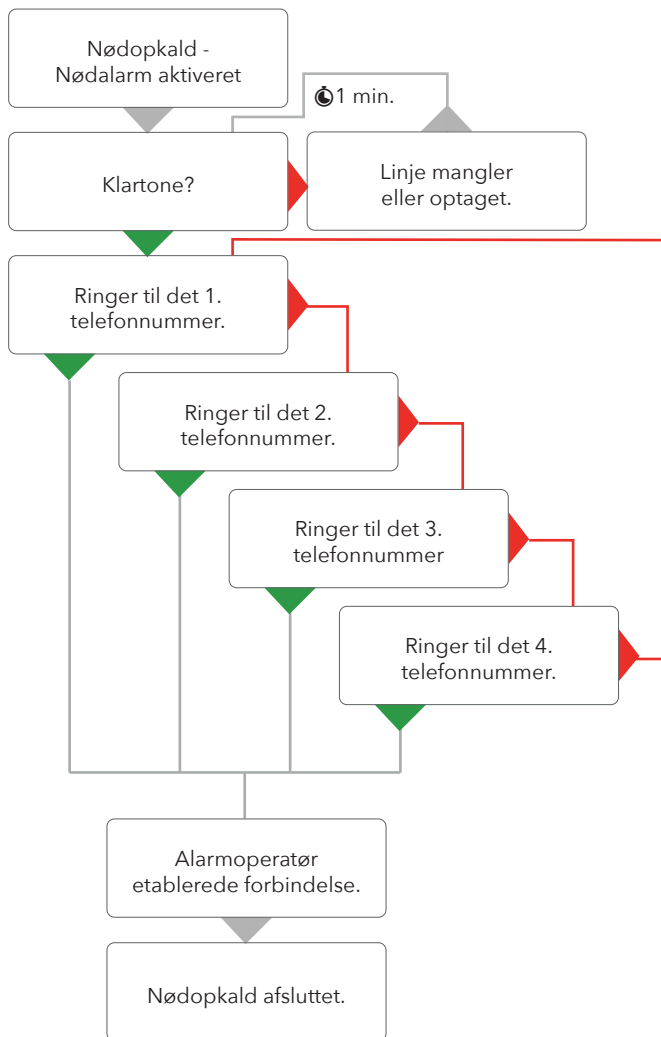 Nødopkald -
Nødalarm aktiveret
1 min.
Klartone?
Linje mangler
eller optaget.
Ringer til det 1.
telefonnummer.
Ringer til det 2.
telefonnummer.
Ringer til det 3.
telefonnummer
Ringer til det 4.
telefonnummer.
Alarmoperatør
etablerede forbindelse.
Nødopkald afsluttet.